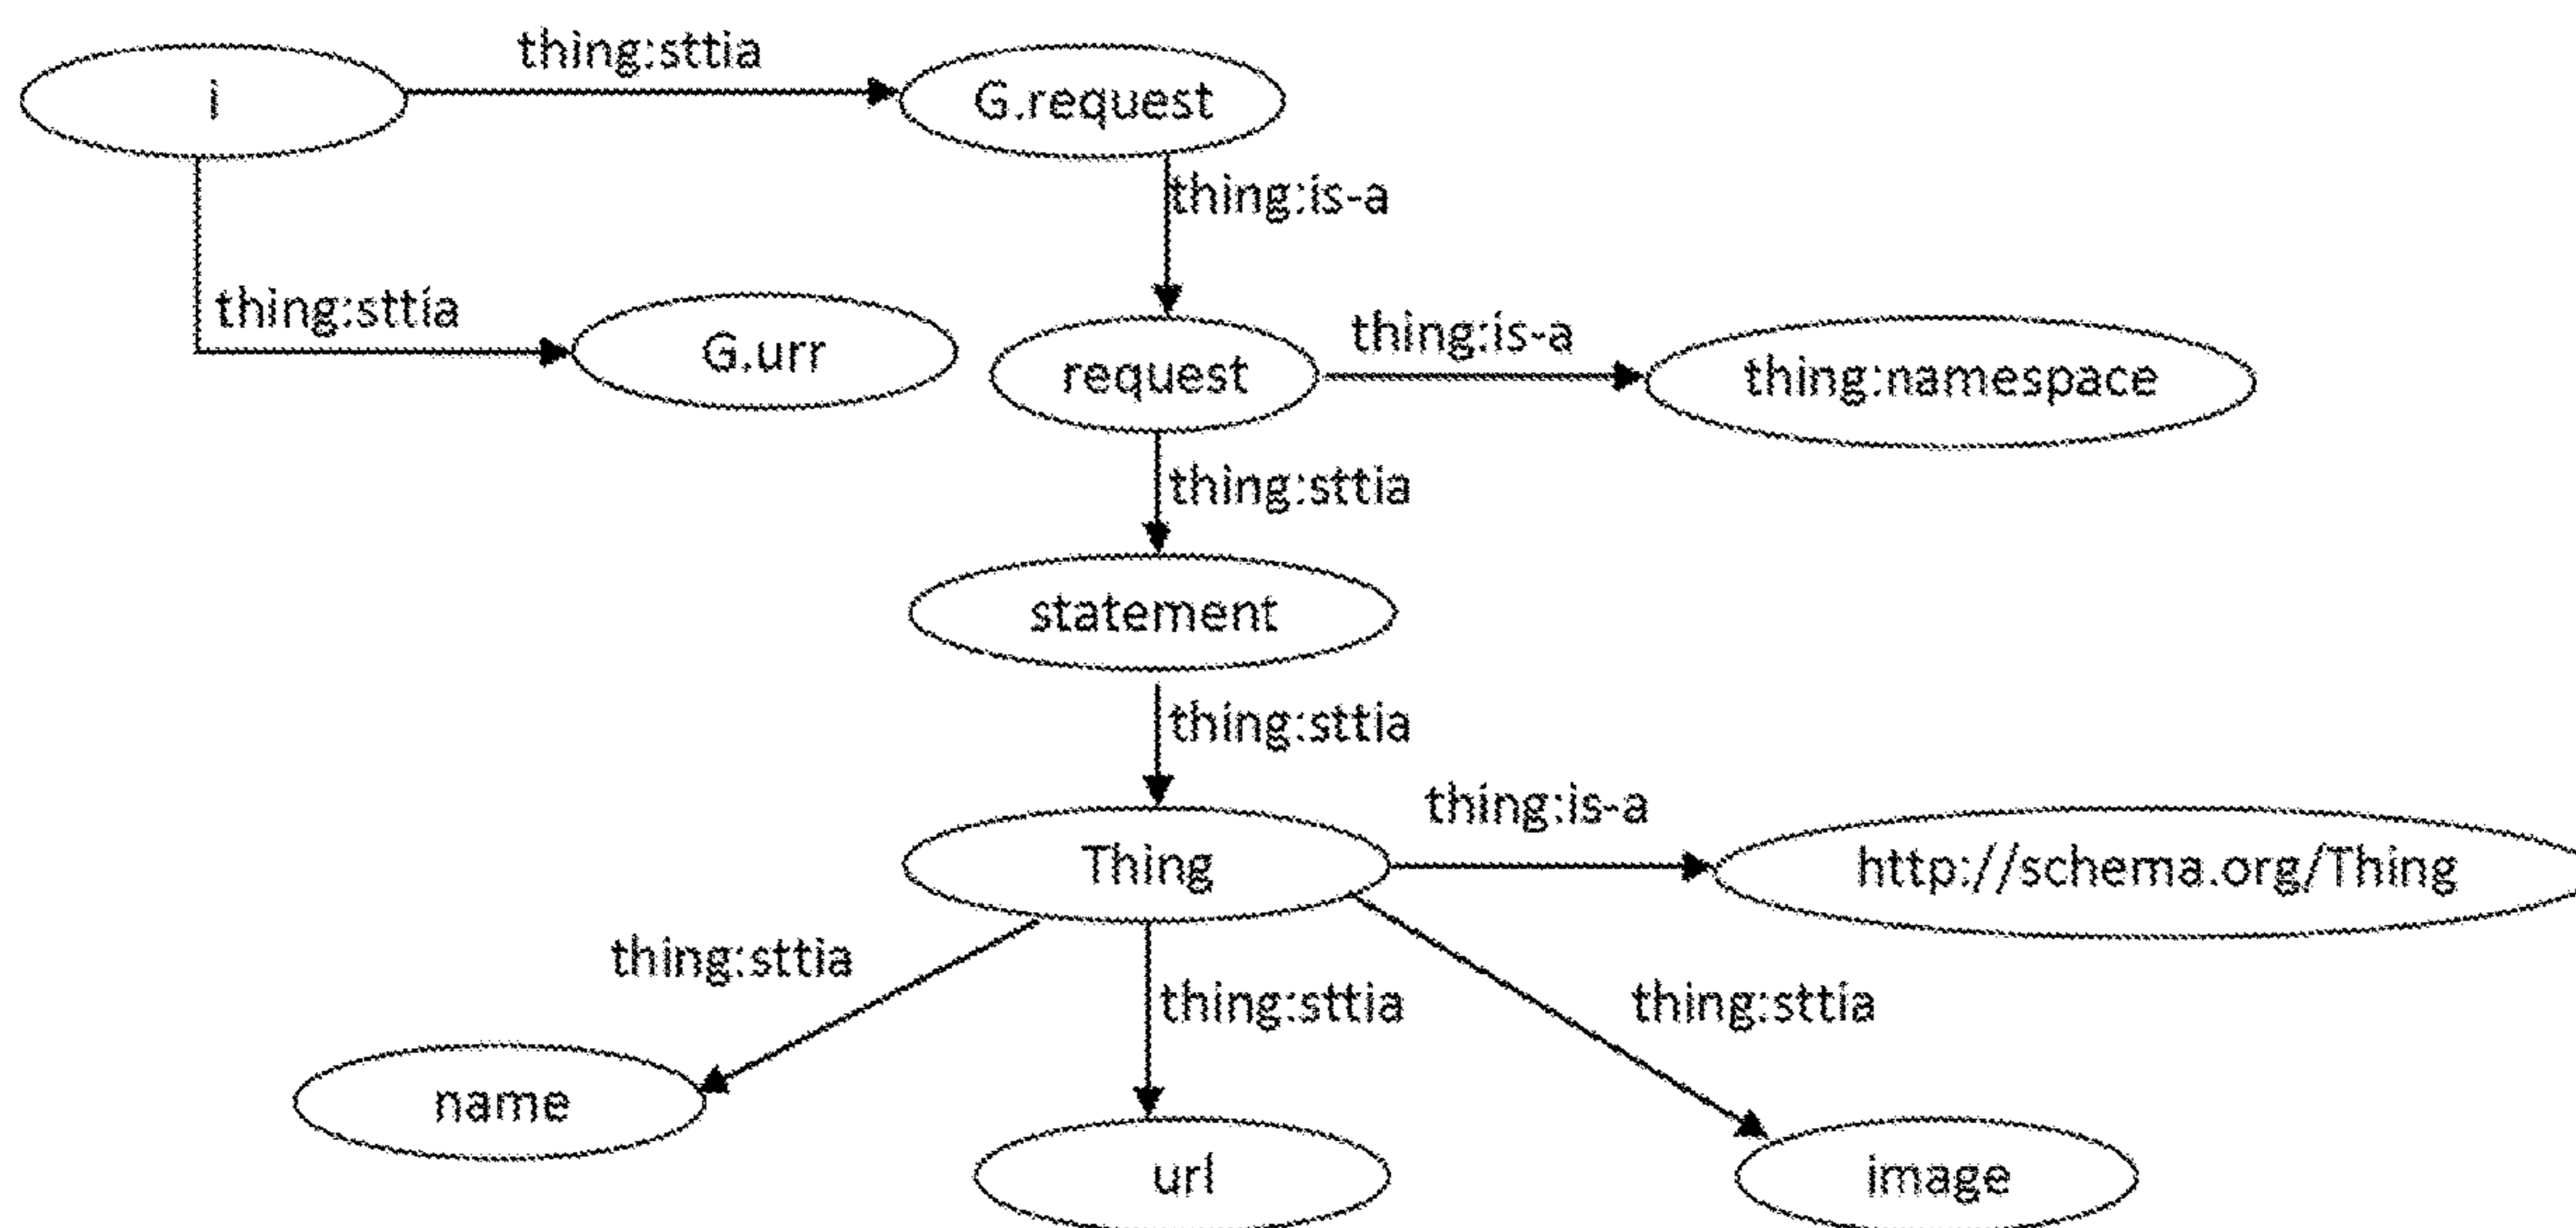 thing:sttia
i
G.request
thing:is-a
thing:sttia
G.urr
thing:is-a
request
thing:namespace
thing:sttia
statement
thing:sttia
thing:is-a
Thing
http://schema.org/Thing
thing:sttia
thing:sttia
thing:sttia
name
url
image